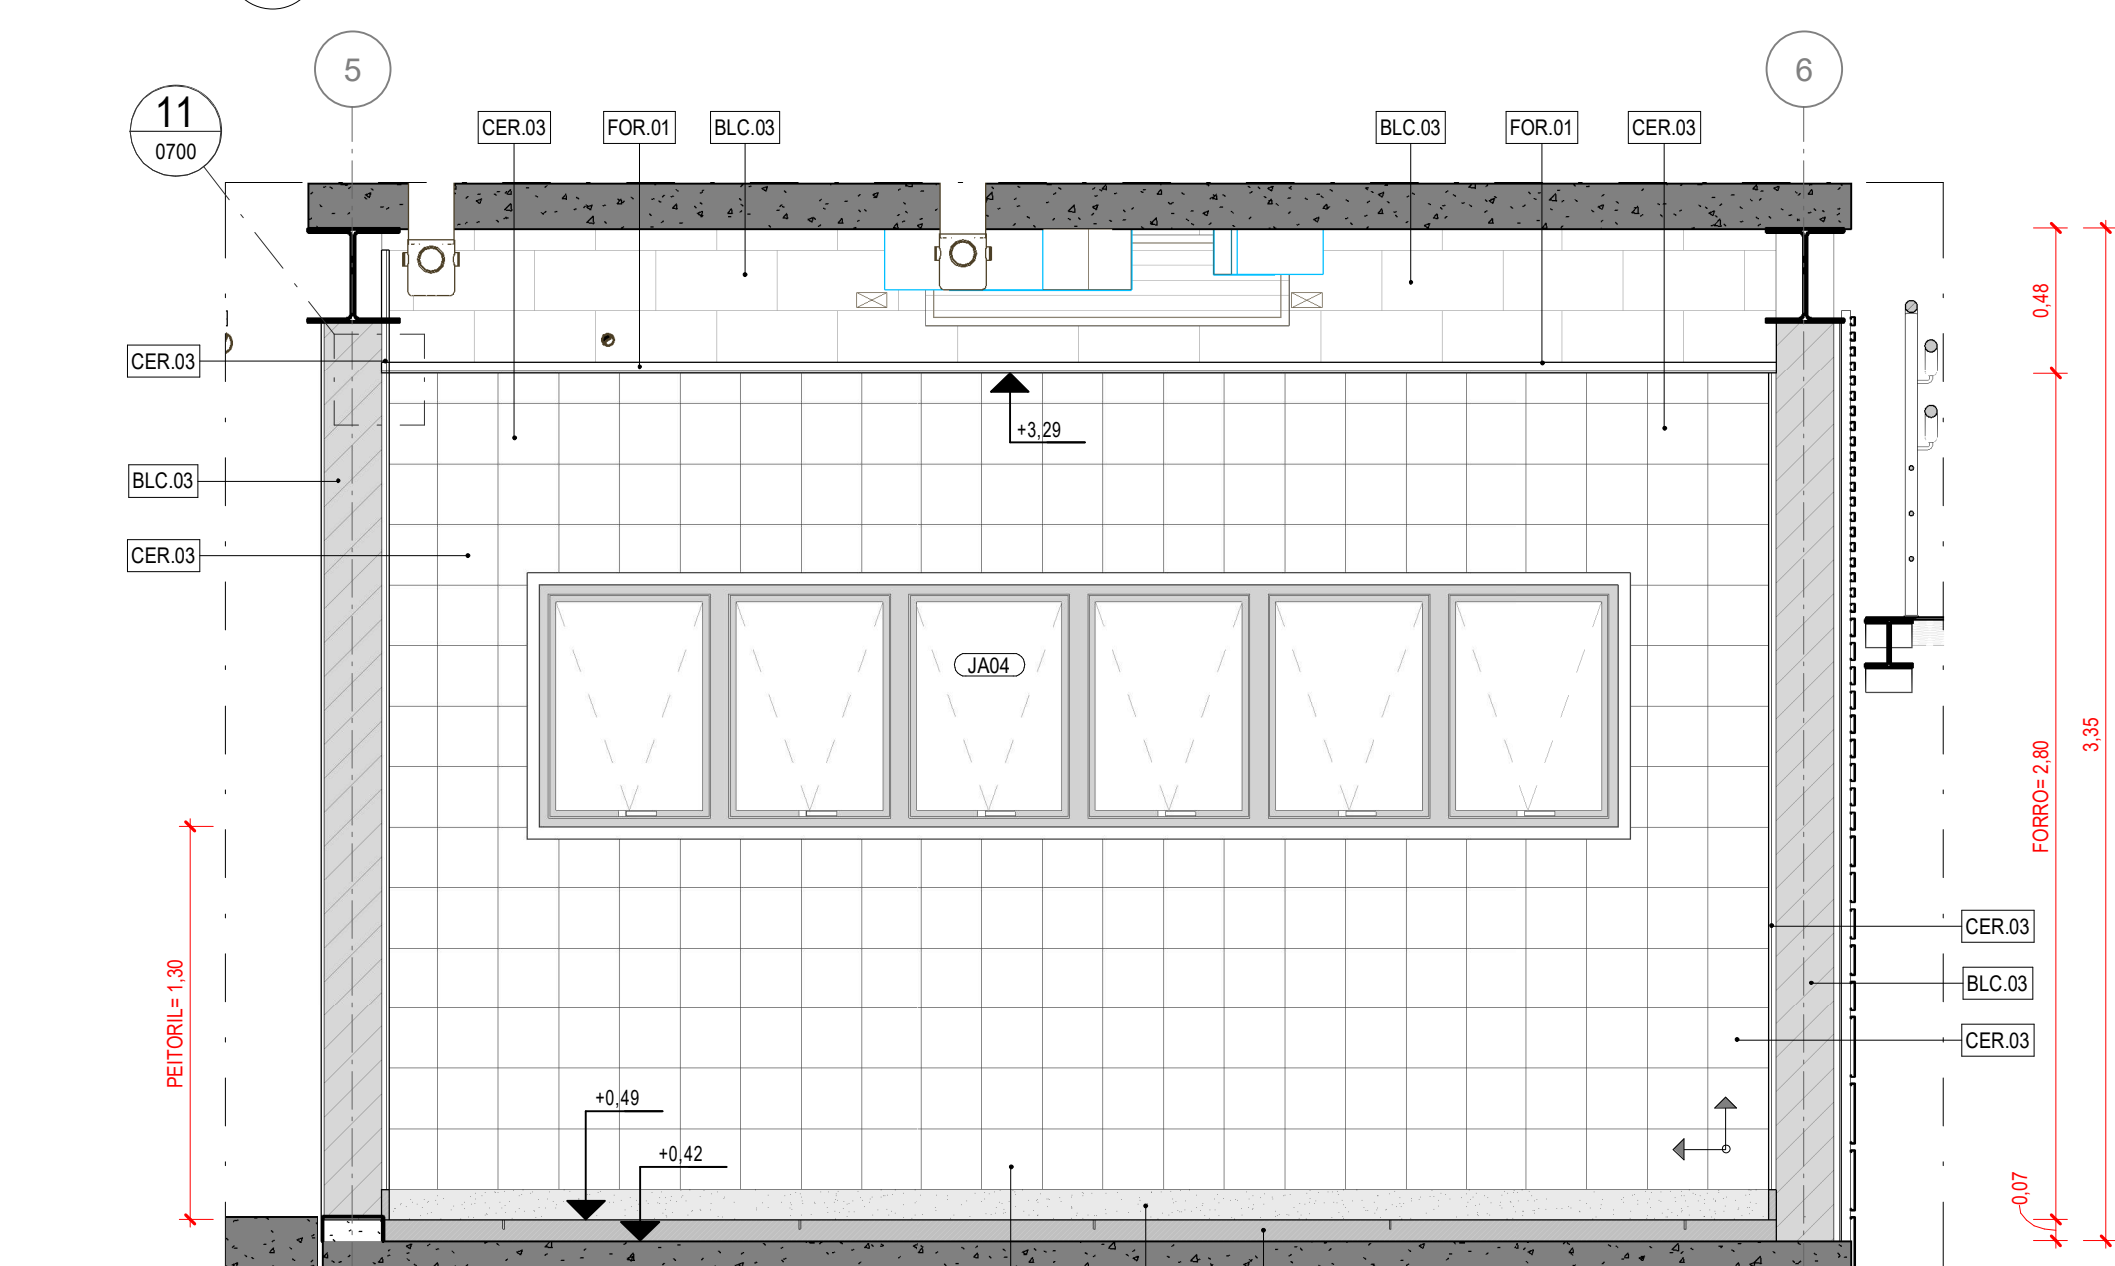 5
6
11
0700
CER.03
FOR.01
BLC.03
BLC.03
FOR.01
CER.03
0,48
CER.03
+3,29
BLC.03
CER.03
JA04
3,35
FORRO= 2,80
CER.03
PEITORIL= 1,30
BLC.03
CER.03
+0,49
+0,42
0,07